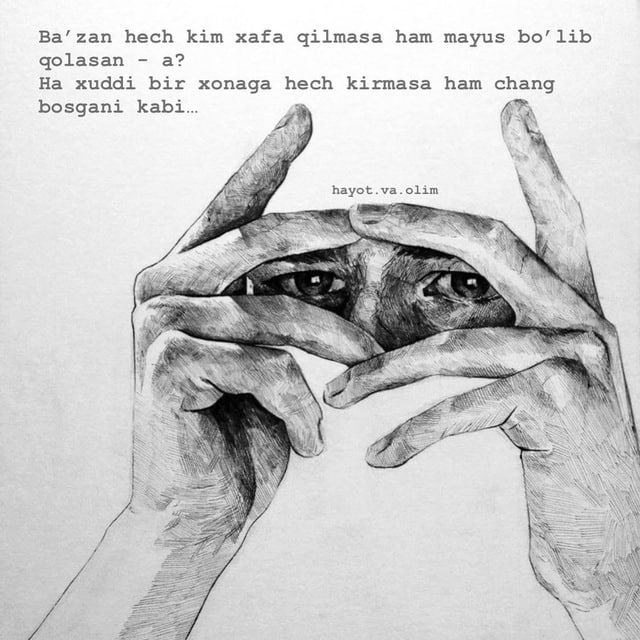 Ba’zan hech kim xafa qilmasa ham mayus bo’lib
qolasan - a?
Ha xuddi bir xonaga hech kirmasa ham chang
bosgani kabi…
hayot.va.olim